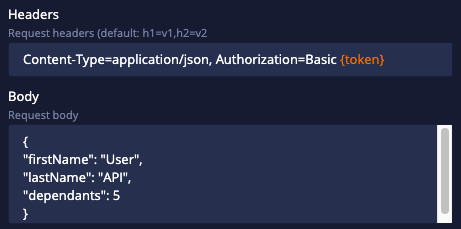 Headers
Request headers (default: h1=v1,h2=v2
Content-Type=application/json, Authorization=Basic {token}
Body
Request body
{
"firstName": "User",
"lastName": "API",
"dependants": 5
}